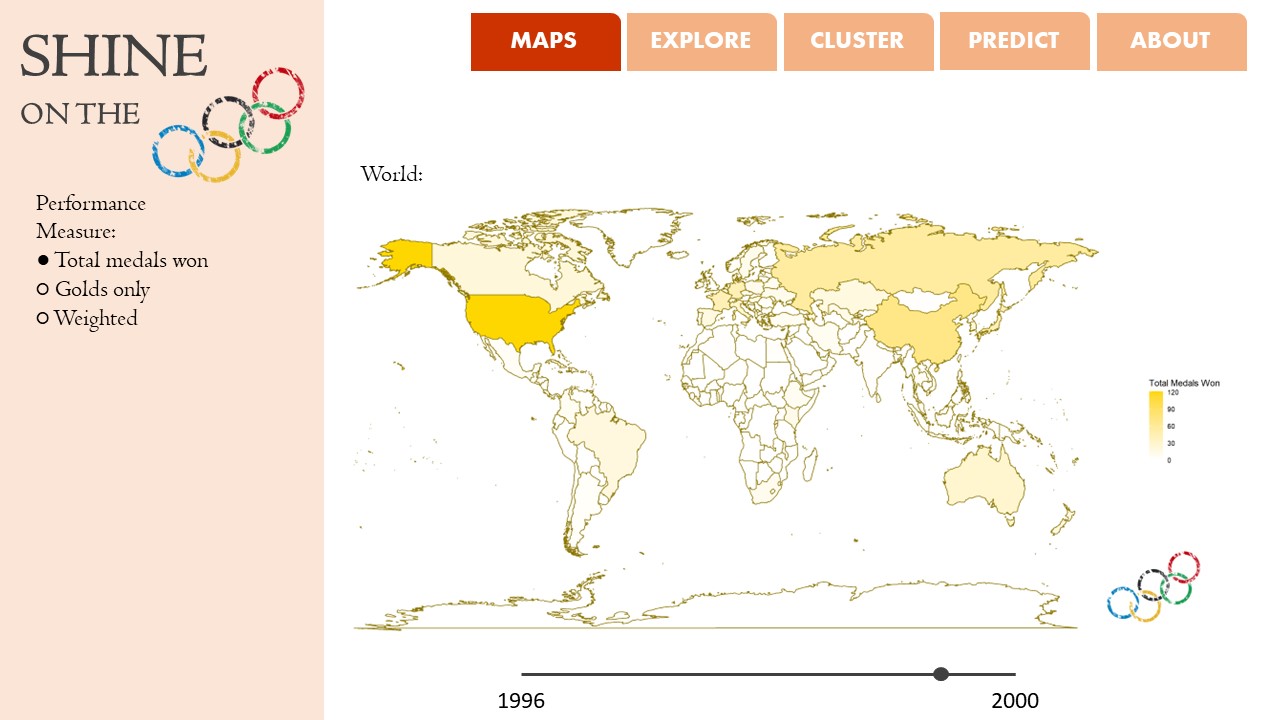 SHINE
ON THE
MAPS
EXPLORE
CLUSTER
PREDICT
ABOUT
World:
Performance
Measure:
Total medals won
Golds only
Weighted
Total Medals Won
120
90
60
30
0
1996
2000